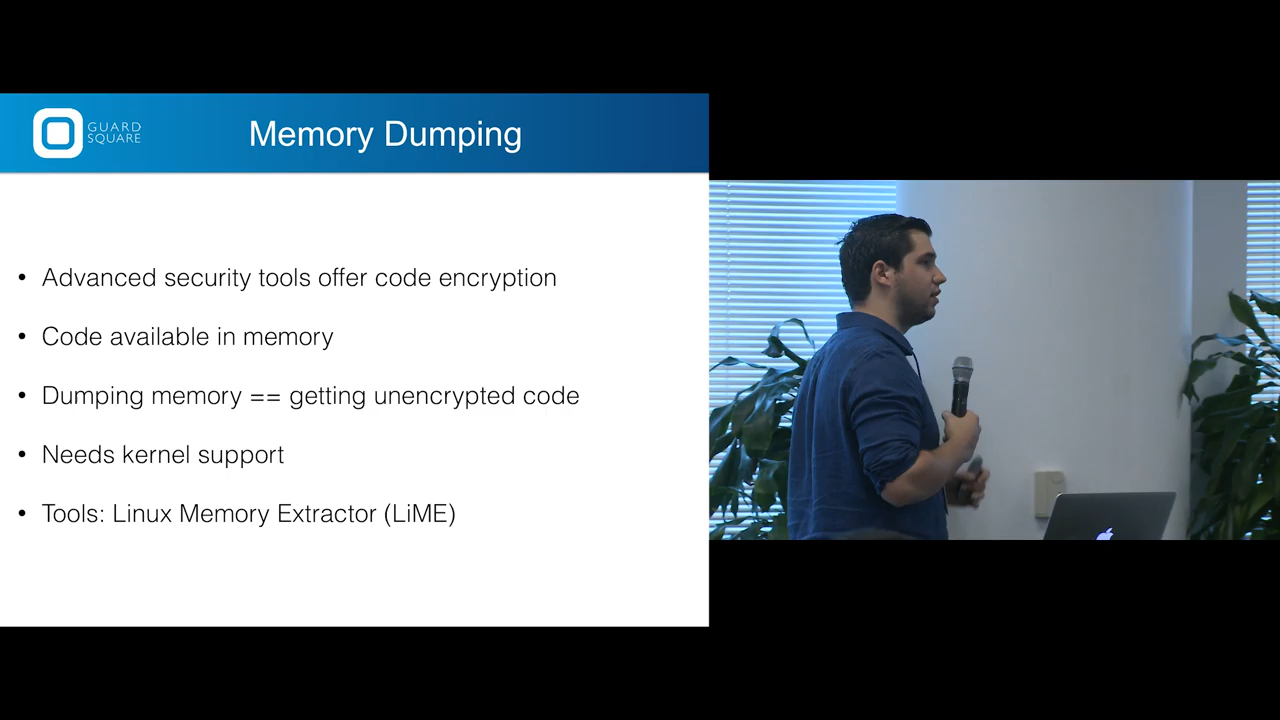 GUARD
SQUARE
Memory Dumping
• Advanced security tools offer code encryption
• Code available in memory
• Dumping memory == getting unencrypted code
• Needs kernel support
• Tools: Linux Memory Extractor (LiME)